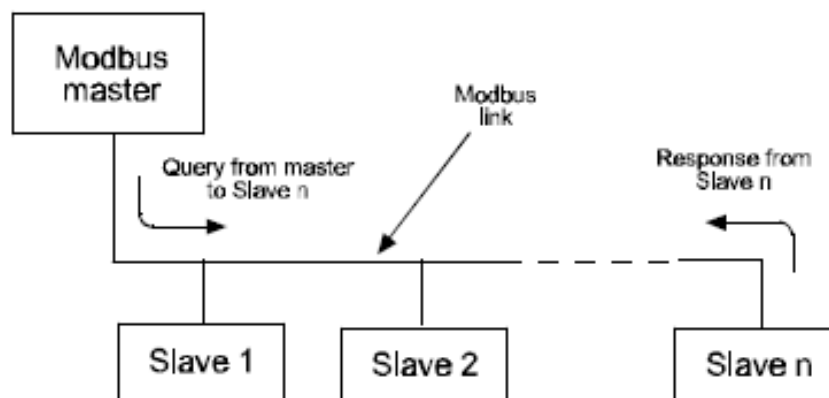 Modbus
master
Modbus
link
Query from master
to Slave n
Response from
Slave n
Slave 1
Slave 2
Slave n